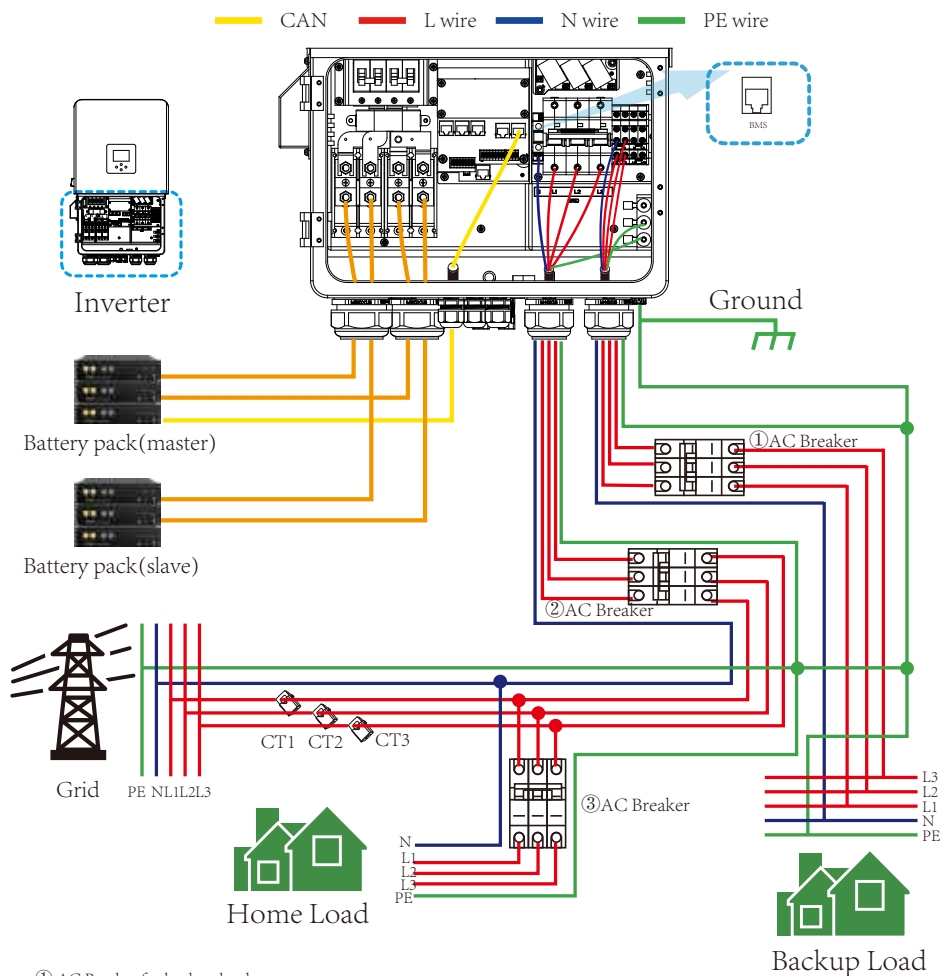 CAN L wire N wire PE wire
BMS
L1 L2
Inverter
Ground
Battery pack(master)
①AC Breaker
Battery pack(slave)
②AC Breaker
CT1 CT2 CT3
Grid
PE NL1L2L3
③AC Breaker
L3
L2
L1
N
PE
N
L1
L2
L3
PE
Home Load
Backup Load